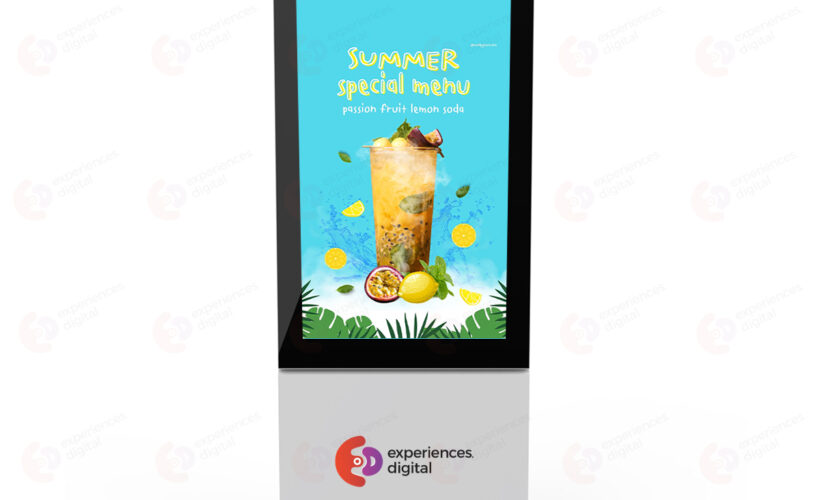 SUMMER
special menu
passion fruit lemon soda
experiences.
digital